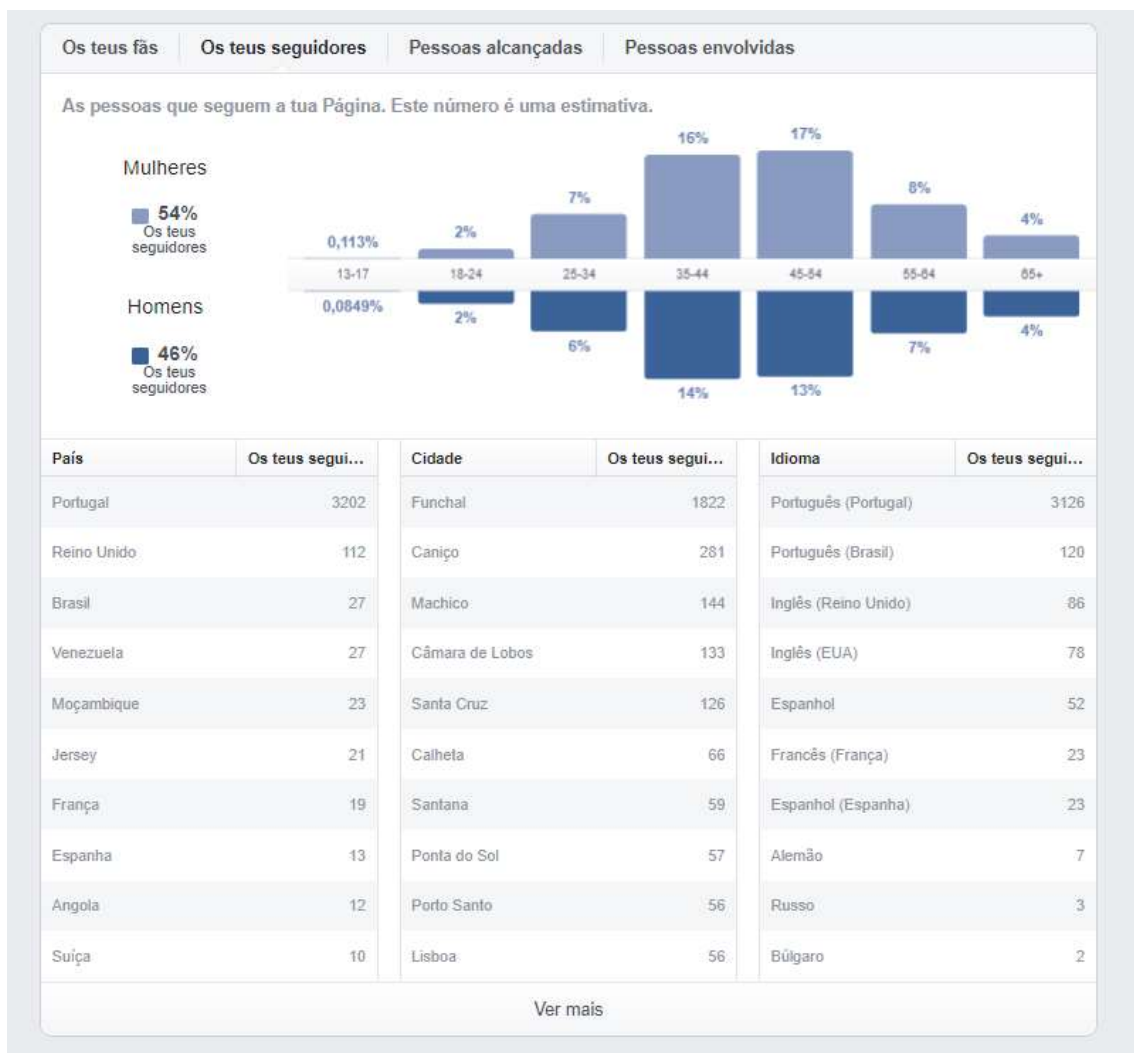 Os teus fãs Os teus seguidores Pessoas alcançadas Pessoas envolvidas
As pessoas que seguem a tua Página. Este número é uma estimativa.
Mulheres
54%
Os teus
seguidores
0,113% 2% 7% 16% 17% 8% 4%
13-17 18-24 25-34 35-44 45-54 55-64 65+
Homens
46%
Os teus
seguidores
0,0849% 2% 6% 14% 13% 7% 4%
País Os teus segui... Cidade Os teus segui... Idioma Os teus segui...
Portugal 3202 Funchal 1822 Português (Portugal) 3126
Reino Unido 112 Caniço 281 Português (Brasil) 120
Brasil 27 Machico 144 Inglês (Reino Unido) 86
Venezuela 27 Câmara de Lobos 133 Inglês (EUA) 78
Moçambique 23 Santa Cruz 126 Espanhol 52
Jersey 21 Calheta 66 Francês (França) 23
França 19 Santana 59 Espanhol (Espanha) 23
Espanha 13 Ponta do Sol 57 Alemão 7
Angola 12 Porto Santo 56 Russo 3
Suíça 10 Lisboa 56 Búlgaro 2
Ver mais